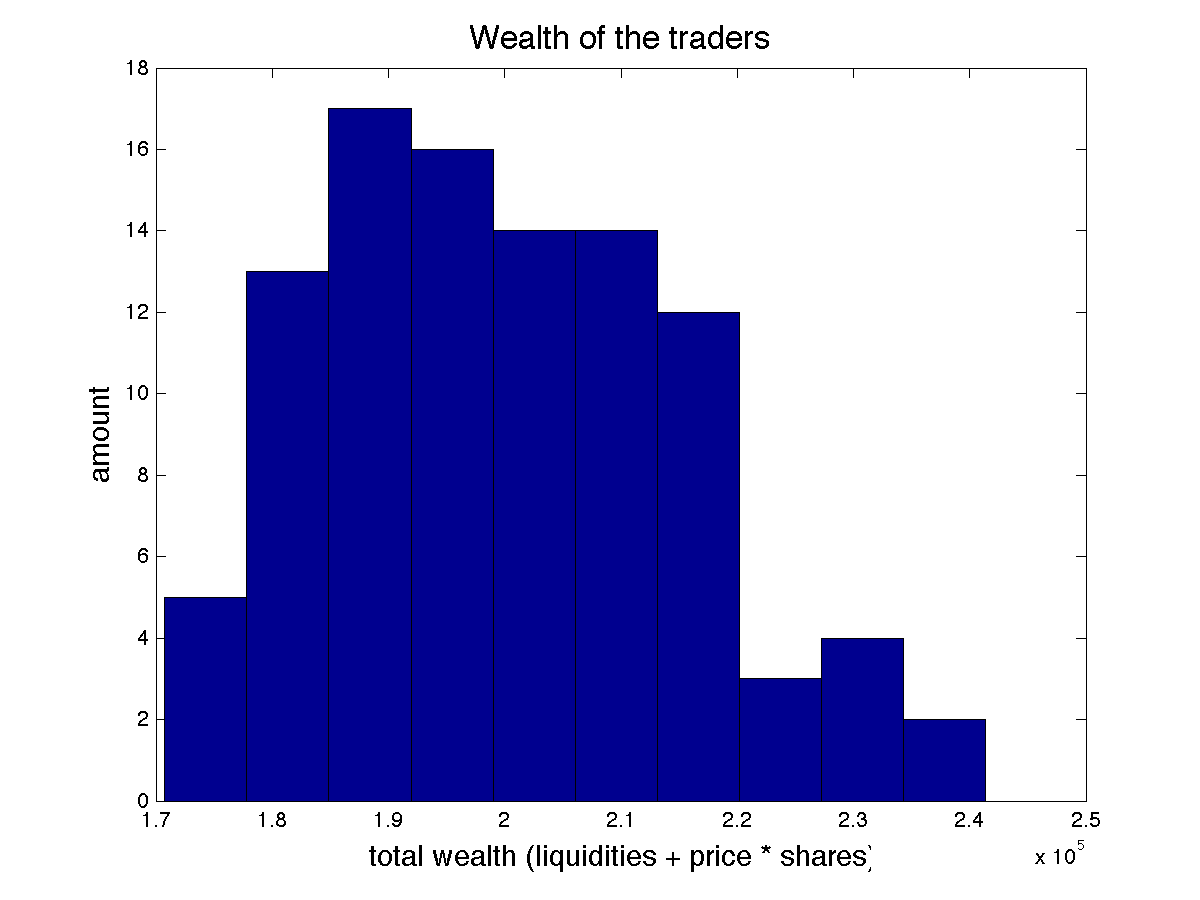 Wealth of the traders
18
16
14
12
10
8
6
4
2
0
amount
1.7 1.8 1.9 2 2.1 2.2 2.3 2.4 2.5
total wealth (liquidities + price * shares)
x 10^5